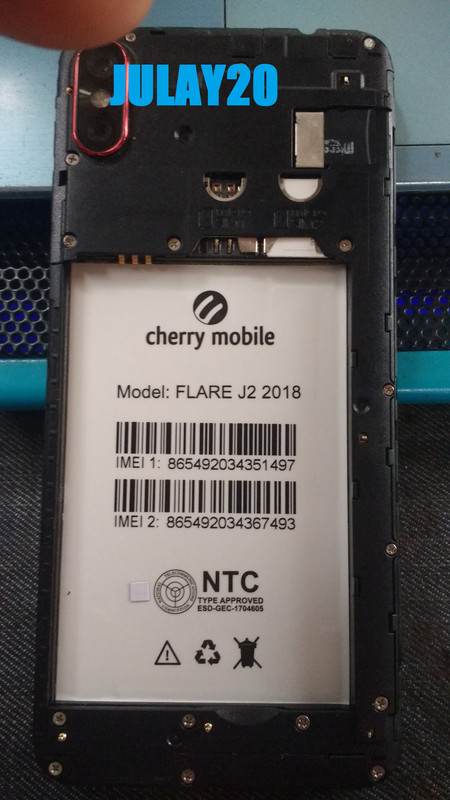 JULAY20
cherry mobile
Model: FLARE J2 2018
IMEI 1: 865492034351497
IMEI 2: 865492034367493
NTC
TYPE APPROVED
ESD-GEC-1704605